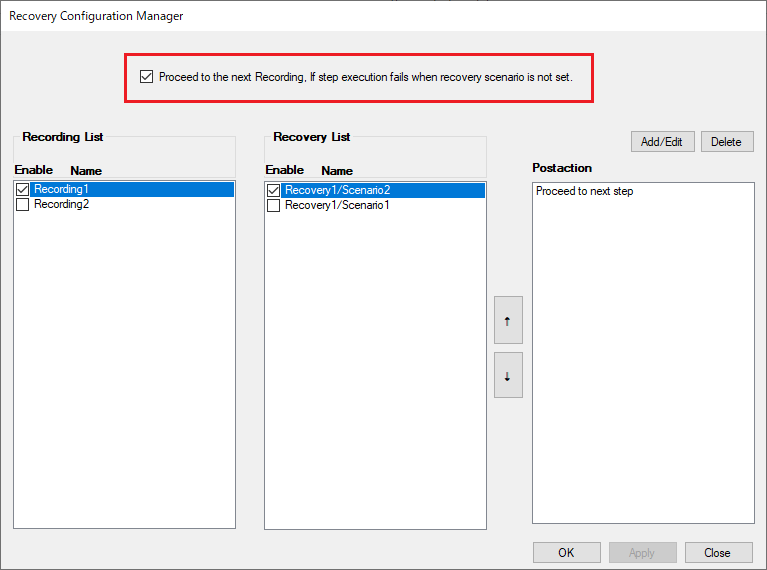 Recovery Configuration Manager
Proceed to the next Recording, If step execution fails when recovery scenario is not set.
Recording List
Recovery List
Add/Edit
Delete
Enable Name
Enable Name
Postaction
Recording1
Recording2
Recovery1/Scenario2
Recovery1/Scenario1
Proceed to next step
↑
↓
OK
Apply
Close